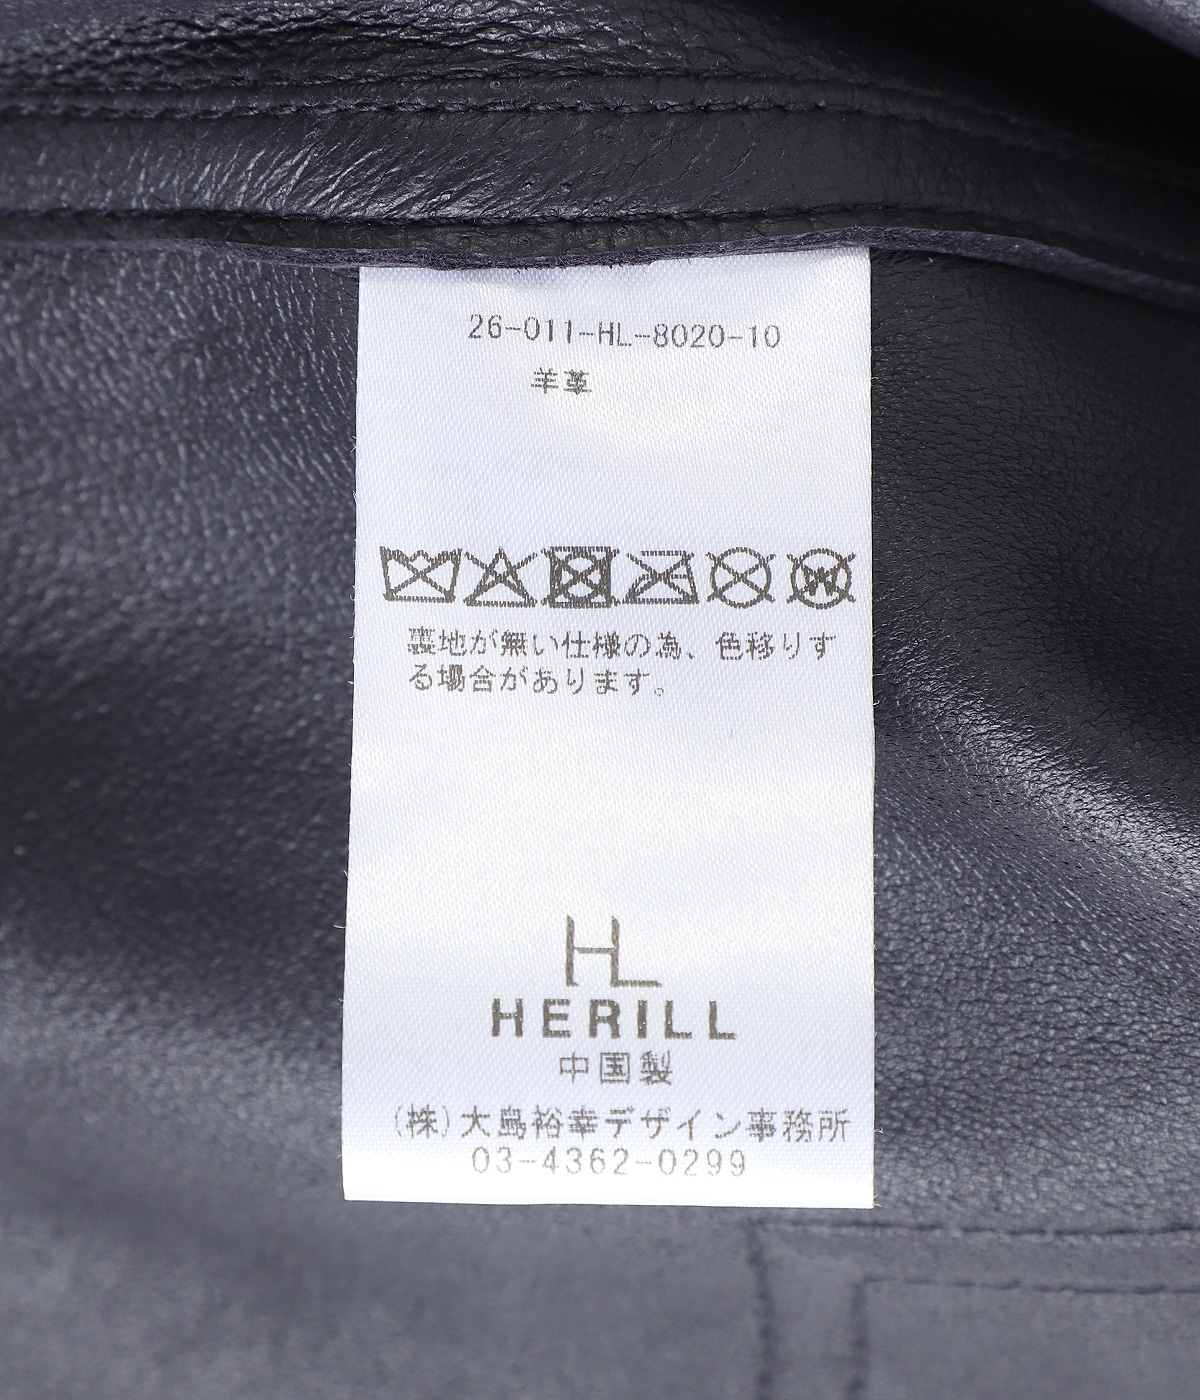 26-011-HL-8020-10
羊革
裏地が無い仕様の為、色移りす
る場合があります。
HL
HERILL
中国製
(株)大島裕幸デザイン事務所
03-4362-0299